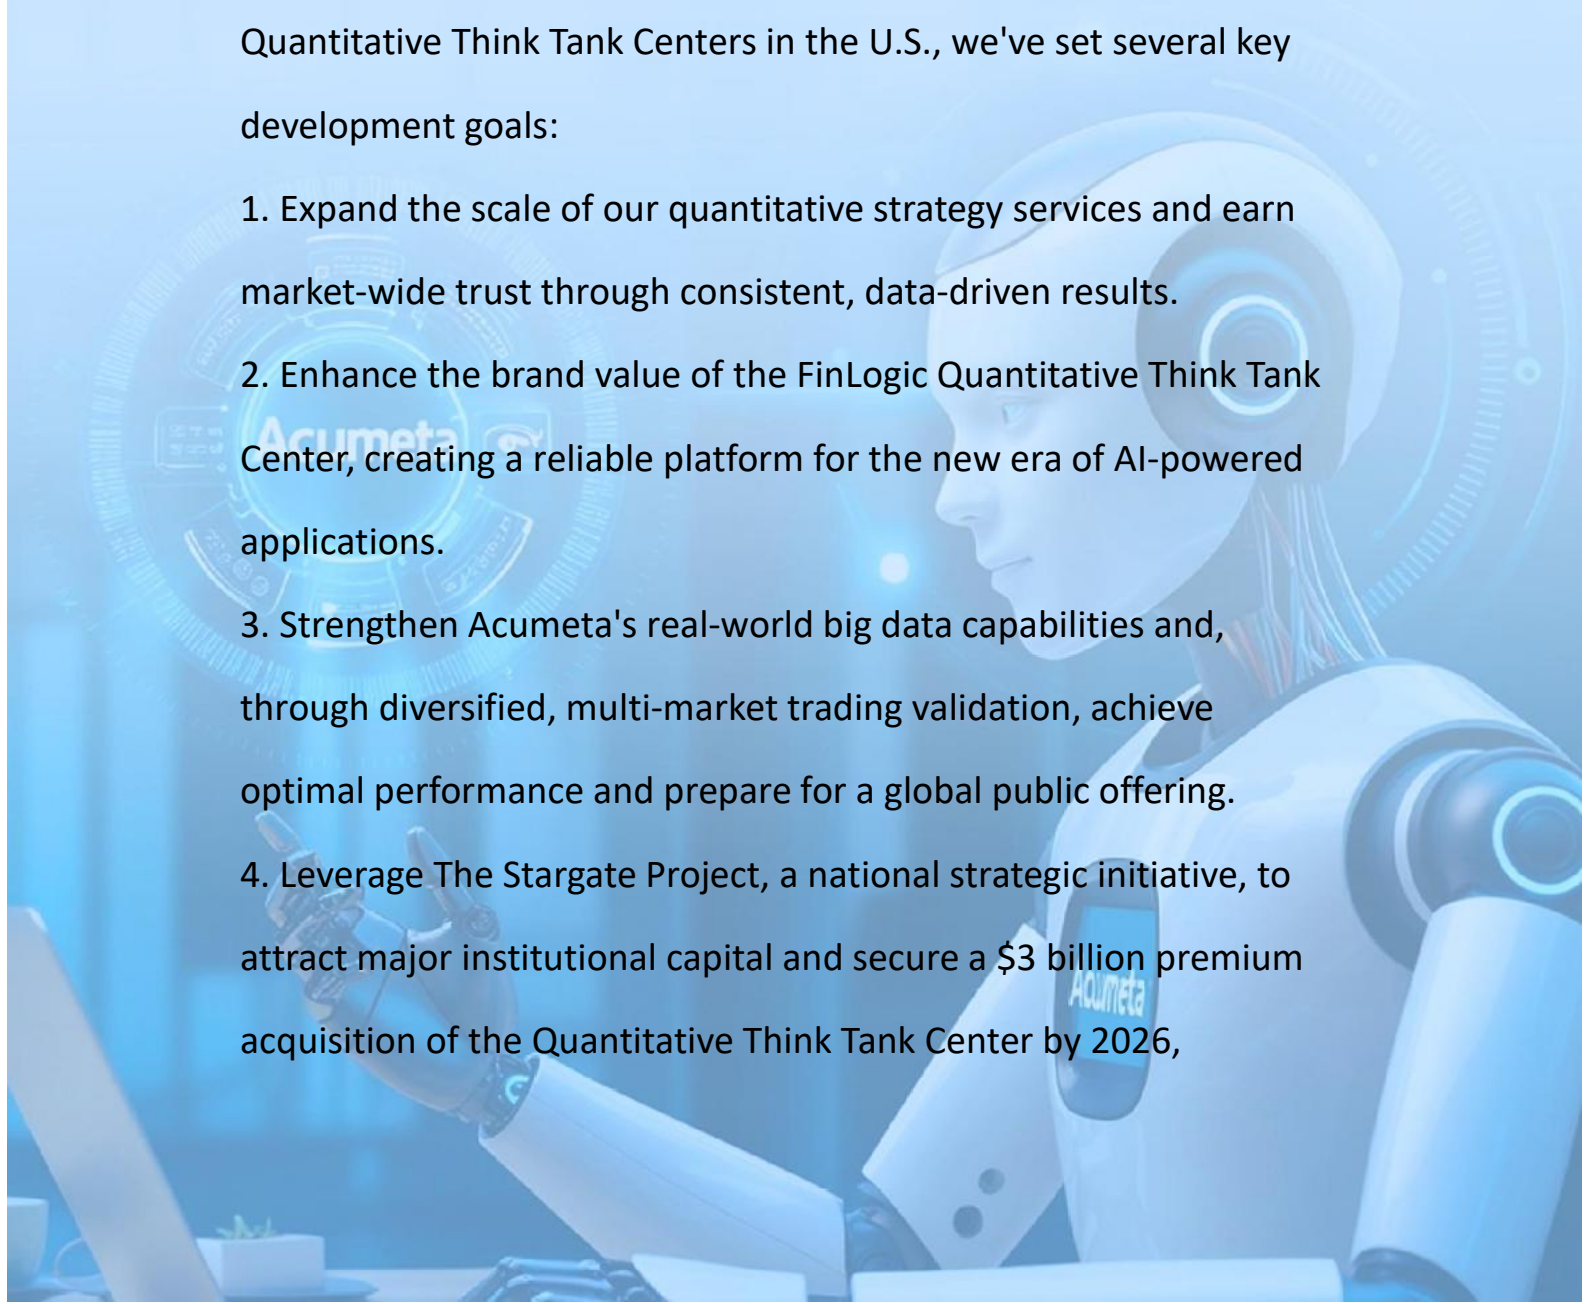 Quantitative Think Tank Centers in the U.S., we've set several key
development goals:
1. Expand the scale of our quantitative strategy services and earn
market-wide trust through consistent, data-driven results.
2. Enhance the brand value of the FinLogic Quantitative Think Tank
Acumeta
Center, creating a reliable platform for the new era of AI-powered
applications.
3. Strengthen Acumeta's real-world big data capabilities and,
through diversified, multi-market trading validation, achieve
optimal performance and prepare for a global public offering.
4. Leverage The Stargate Project, a national strategic initiative, to
attract major institutional capital and secure a $3 billion premium
Acumeta
acquisition of the Quantitative Think Tank Center by 2026,